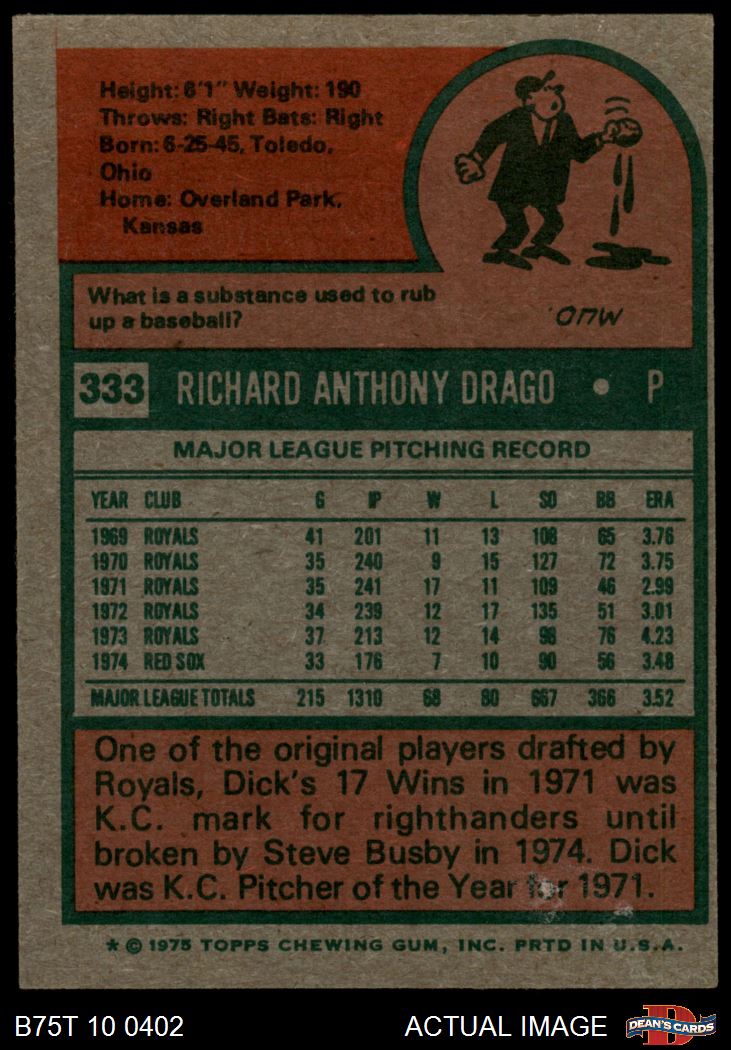 Height: 6'1" Weight: 190
Throws: Right Bats: Right
Born: 6-25-45, Toledo,
Ohio
Home: Overland Park,
Kansas
What is a substance used to rub
up a baseball?
MUD.
333 RICHARD ANTHONY DRAGO • P
MAJOR LEAGUE PITCHING RECORD
YEAR CLUB G IP W L SO BB ERA
1969 ROYALS 41 201 11 13 108 65 3.76
1970 ROYALS 35 240 9 15 127 72 3.75
1971 ROYALS 35 241 17 11 109 46 2.99
1972 ROYALS 34 239 12 17 135 51 3.01
1973 ROYALS 37 213 12 14 98 76 4.23
1974 RED SOX 33 176 7 10 90 56 3.48
MAJOR LEAGUE TOTALS 215 1310 68 80 667 366 3.52
One of the original players drafted by
Royals, Dick's 17 Wins in 1971 was
K.C. mark for righthanders until
broken by Steve Busby in 1974. Dick
was K.C. Pitcher of the Year for 1971.
* © 1975 TOPPS CHEWING GUM, INC. PRTD IN U.S.A.
B75T 10 0402 ACTUAL IMAGE DEAN'S CARDS